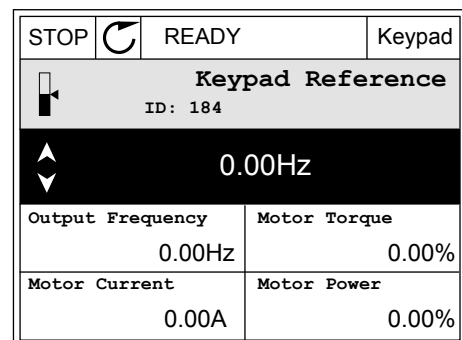 STOP READY Keypad
Keypad Reference
ID: 184
0.00Hz
Output Frequency Motor Torque
0.00Hz 0.00%
Motor Current Motor Power
0.00A 0.00%